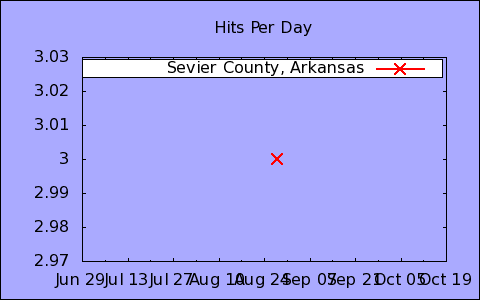 Hits Per Day
3.03
Sevier County, Arkansas
3.02
3.01
3
2.99
2.98
2.97
Jun 29 Jul 13 Jul 27 Aug 10 Aug 24 Sep 07 Sep 21 Oct 05 Oct 19